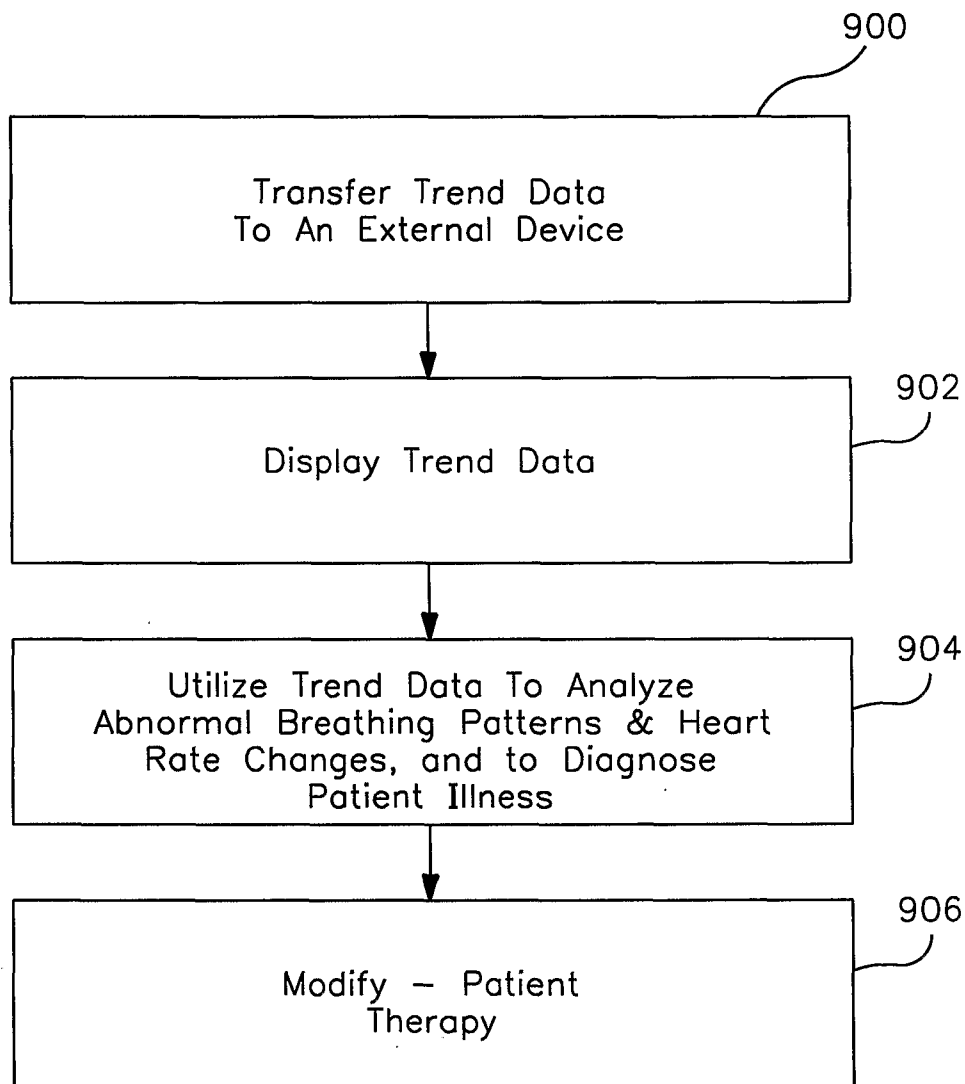 900
Transfer Trend Data
To An External Device
902
Display Trend Data
904
Utilize Trend Data To Analyze
Abnormal Breathing Patterns & Heart
Rate Changes, and to Diagnose
Patient Illness
906
Modify – Patient
Therapy